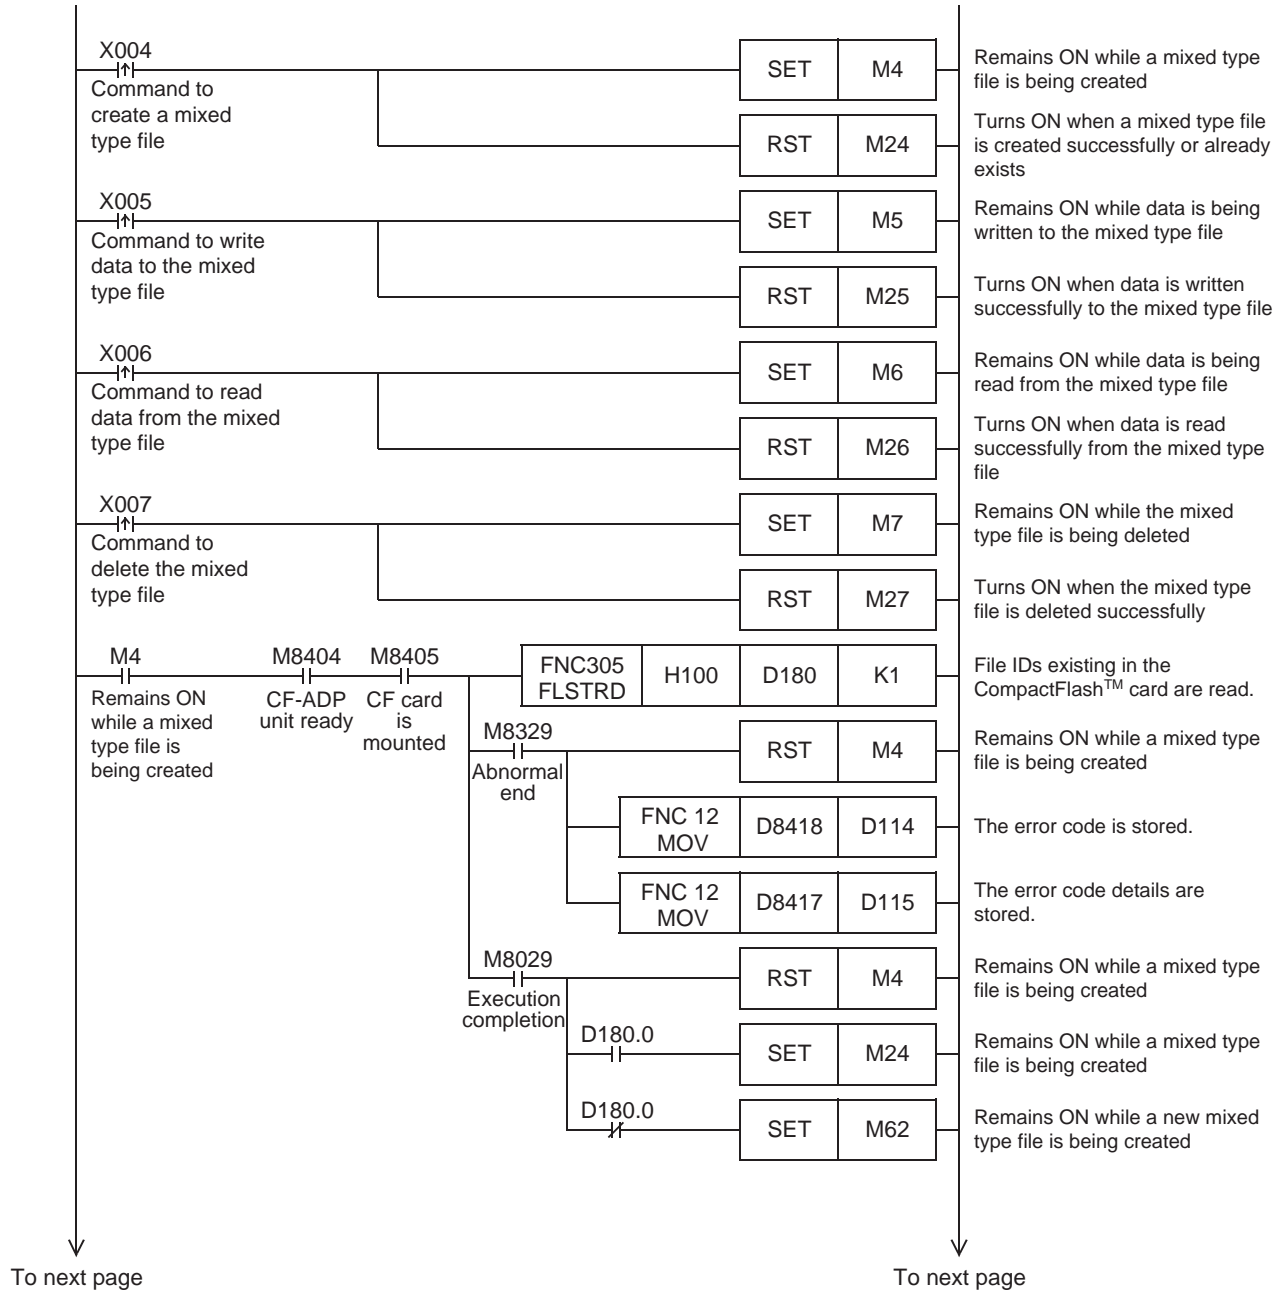 X004
Command to
create a mixed
type file
SET M4
Remains ON while a mixed type
file is being created
RST M24
Turns ON when a mixed type file
is created successfully or already
exists
X005
Command to write
data to the mixed
type file
SET M5
Remains ON while data is being
written to the mixed type file
RST M25
Turns ON when data is written
successfully to the mixed type file
X006
Command to read
data from the mixed
type file
SET M6
Remains ON while data is being
read from the mixed type file
RST M26
Turns ON when data is read
successfully from the mixed type
file
X007
Command to
delete the mixed
type file
SET M7
Remains ON while the mixed
type file is being deleted
RST M27
Turns ON when the mixed type
file is deleted successfully
M4
Remains ON
while a mixed
type file is
being created
M8404
CF-ADP
unit ready
M8405
CF card
is
mounted
FNC305
FLSTRD
H100 D180 K1
File IDs existing in the
CompactFlash™ card are read.
M8329
Abnormal
end
RST M4
Remains ON while a mixed type
file is being created
FNC 12
MOV
D8418 D114
The error code is stored.
FNC 12
MOV
D8417 D115
The error code details are
stored.
M8029
Execution
completion
RST M4
Remains ON while a mixed type
file is being created
D180.0
SET M24
Remains ON while a mixed type
file is being created
D180.0
SET M62
Remains ON while a new mixed
type file is being created
To next page
To next page